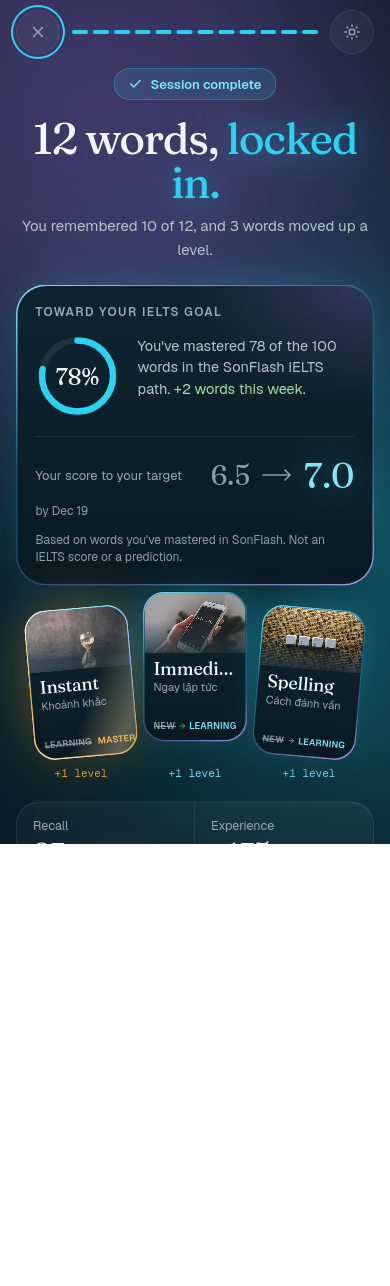 Session complete
12 words, locked
in.
You remembered 10 of 12, and 3 words moved up a
level.
TOWARD YOUR IELTS GOAL
78%
You've mastered 78 of the 100
words in the SonFlash IELTS
path. +2 words this week.
Your score to your target
6.5 → 7.0
by Dec 19
Based on words you've mastered in SonFlash. Not an
IELTS score or a prediction.
Instant
Khoảnh khắc
LEARNING MASTER
+1 level
Immedi...
Ngay lập tức
NEW → LEARNING
+1 level
Spelling
Cách đánh vần
NEW → LEARNING
+1 level
Recall
Experience